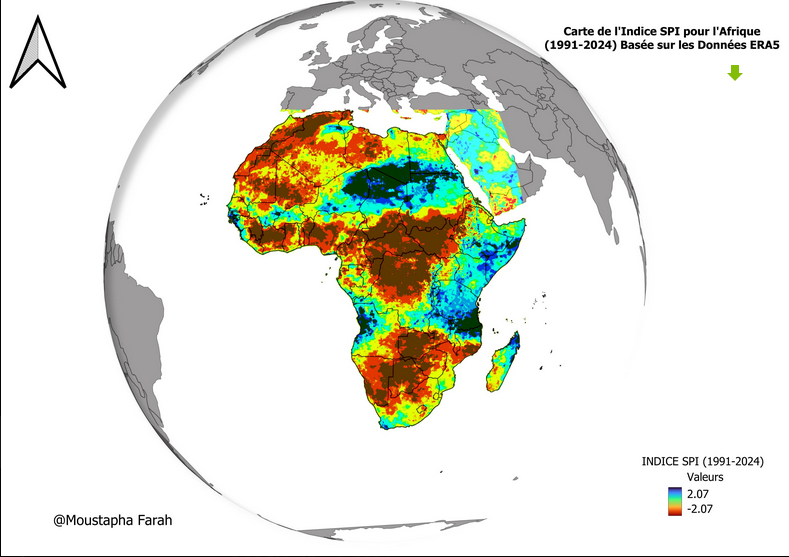 Carte de l'Indice SPI pour l'Afrique
(1991-2024) Basée sur les Données ERA5
INDICE SPI (1991-2024)
Valeurs
2.07
-2.07
@Moustapha Farah